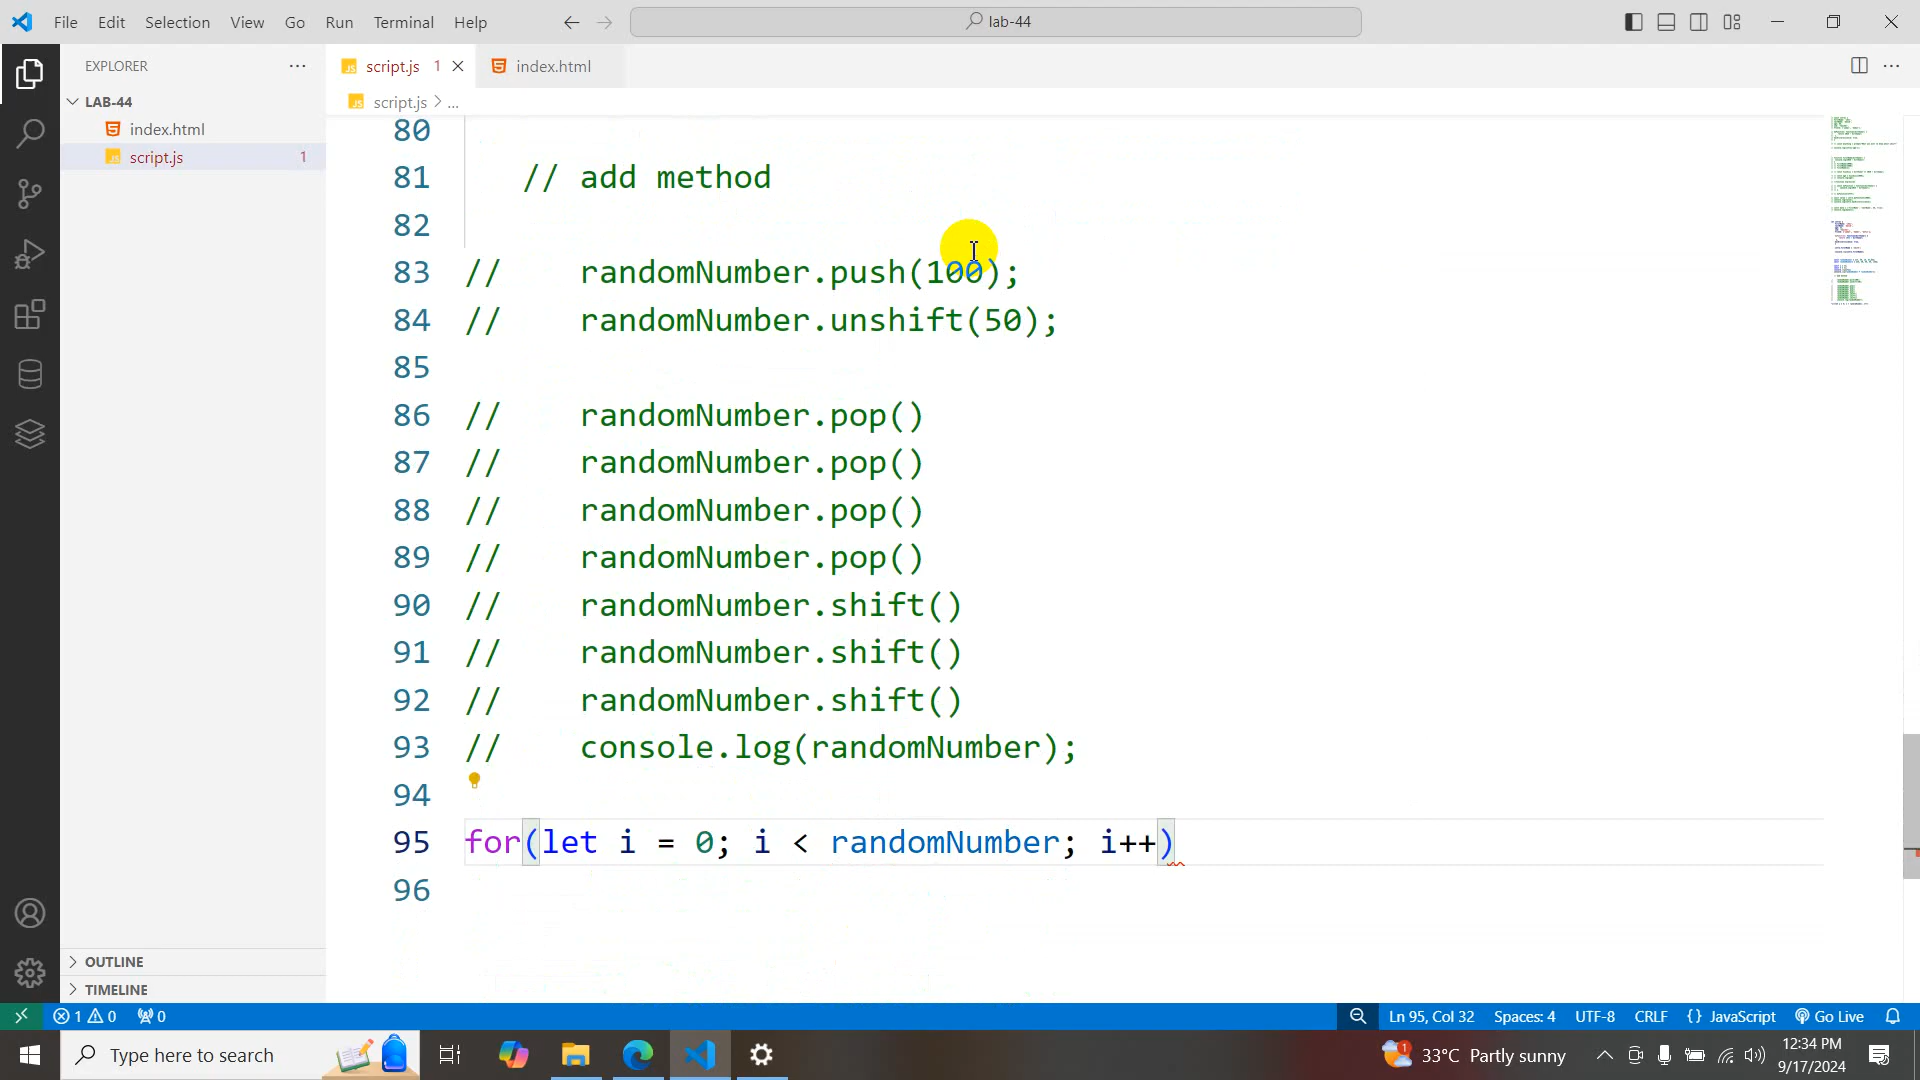 File Edit Selection View Go Run Terminal Help
lab-44
EXPLORER
LAB-44
index.html
script.js 1
OUTLINE
TIMELINE
script.js 1
index.html
script.js > ...
80
81 // add method
82
83 // randomNumber.push(100);
84 // randomNumber.unshift(50);
85
86 // randomNumber.pop()
87 // randomNumber.pop()
88 // randomNumber.pop()
89 // randomNumber.pop()
90 // randomNumber.shift()
91 // randomNumber.shift()
92 // randomNumber.shift()
93 // console.log(randomNumber);
94
95 for(let i = 0; i < randomNumber; i++)
96
1 0 0
Ln 95, Col 32 Spaces: 4 UTF-8 CRLF {} JavaScript Go Live
Type here to search
1
33°C Partly sunny
12:34 PM
9/17/2024